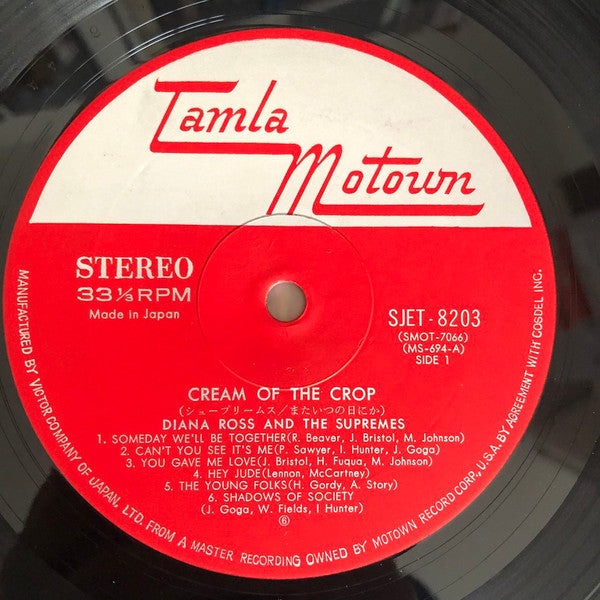 Tamla
Motown
STEREO
33⅓RPM
Made in Japan
SJET-8203
(SMOT-7066)
(MS-694-A)
SIDE 1
CREAM OF THE CROP
(シュープリームス/またいつの日にか)
DIANA ROSS AND THE SUPREMES
1. SOMEDAY WE'LL BE TOGETHER(R. Beaver, J. Bristol, M. Johnson)
2. CAN'T YOU SEE IT'S ME(P. Sawyer, I. Hunter, J. Goga)
3. YOU GAVE ME LOVE(J. Bristol, H. Fuqua, M. Johnson)
4. HEY JUDE(Lennon, McCartney)
5. THE YOUNG FOLKS(H. Gordy, A. Story)
6. SHADOWS OF SOCIETY
(J. Goga, W. Fields, I Hunter)
⑥
MANUFACTURED BY VICTOR COMPANY OF JAPAN, LTD. FROM A MASTER RECORDING OWNED BY MOTOWN RECORD CORP., U.S.A. BY AGREEMENT WITH COSDEL INC.